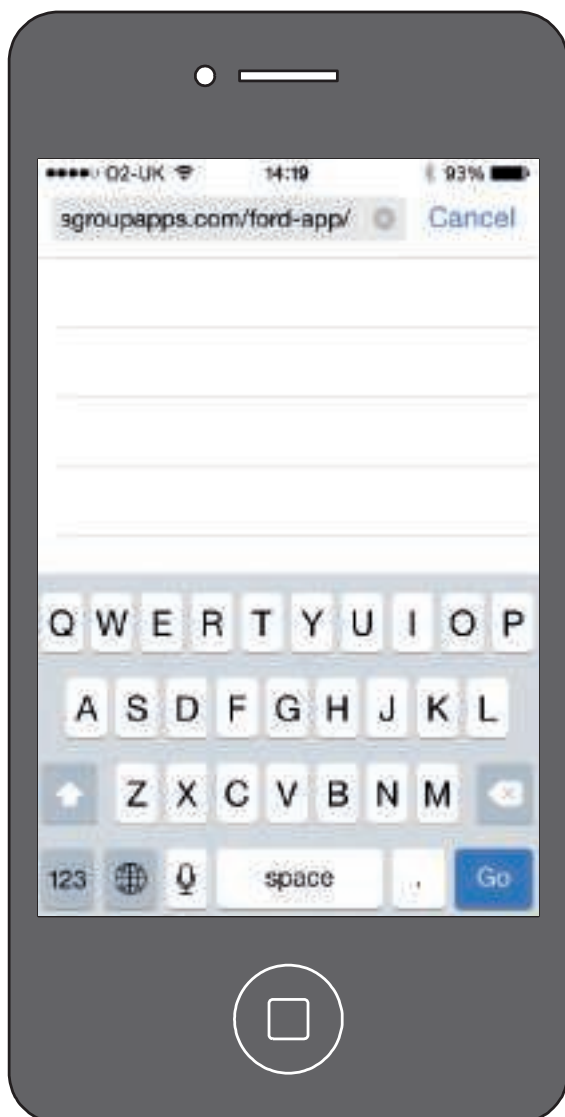 O2-UK 14:19 93%
sgroupapps.com/ford-app/ Cancel
Q W E R T Y U I O P
A S D F G H J K L
Z X C V B N M
123 space . Go